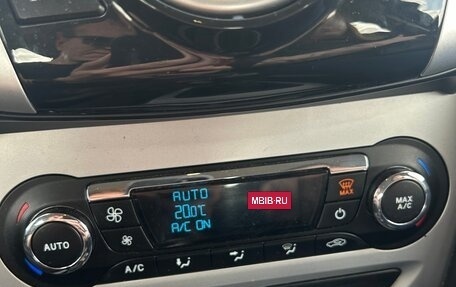 AUTO
20.0°C
A/C ON
MBIB·RU
MAX
AUTO
MAX
A/C
A/C